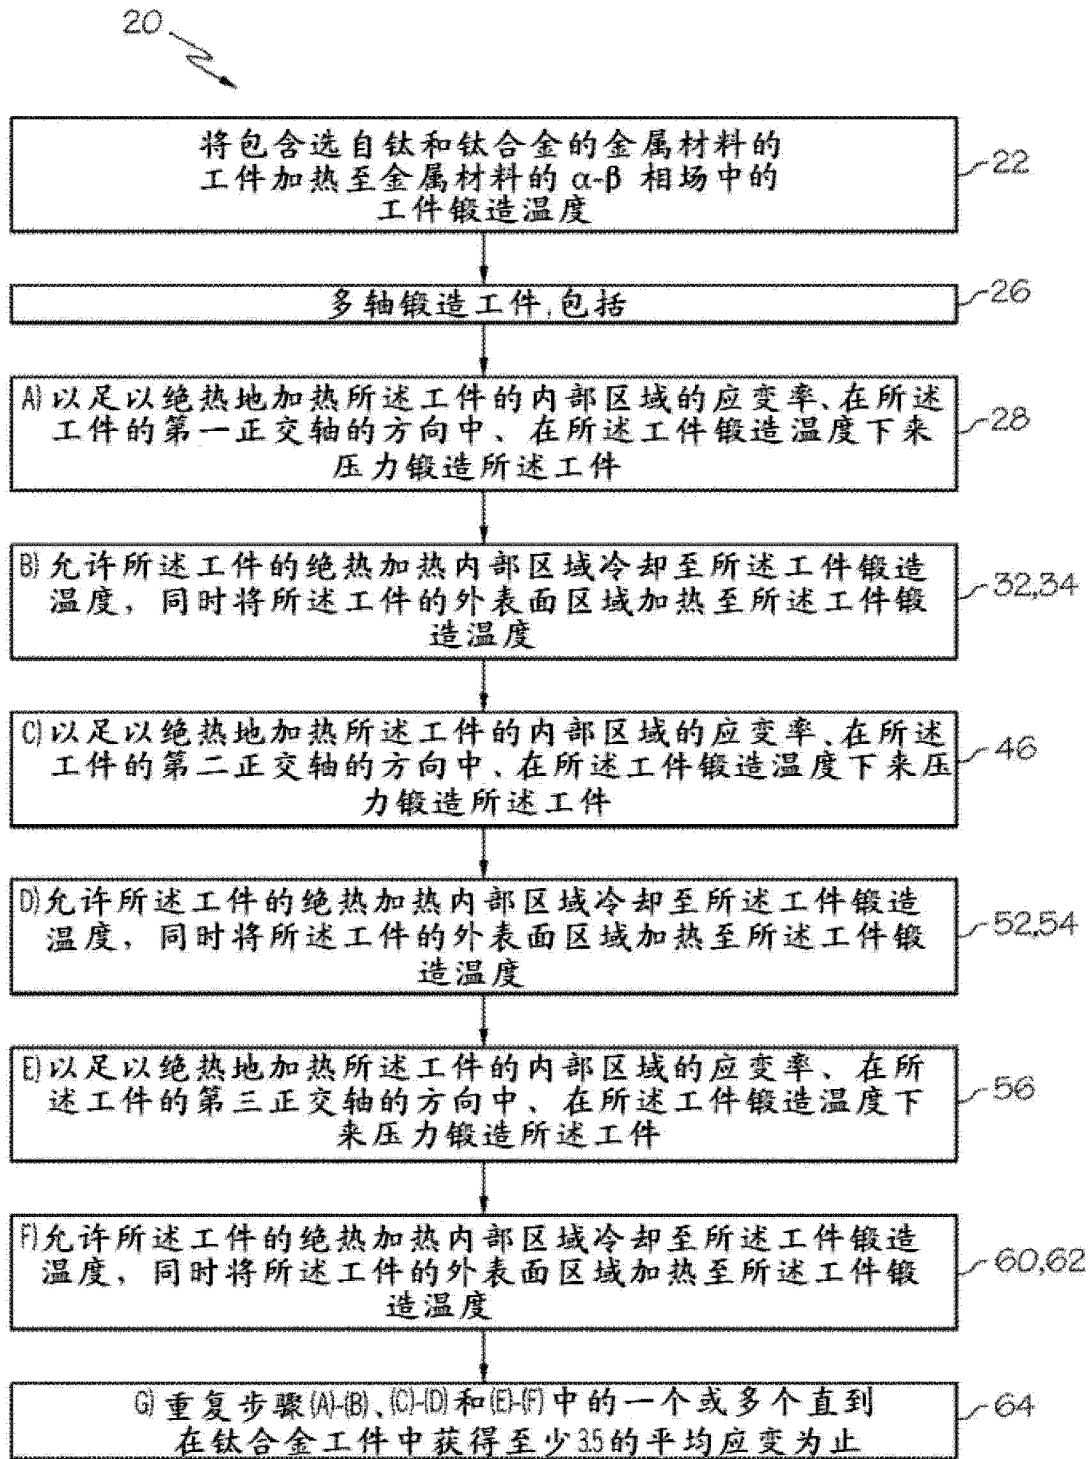 20
将包含选自钛和钛合金的金属材料的
工件加热至金属材料的 α-β 相场中的
工件锻造温度
22
多轴锻造工件,包括
26
A) 以足以绝热地加热所述工件的内部区域的应变率、在所述
工件的第一正交轴的方向中、在所述工件锻造温度下来
压力锻造所述工件
28
B) 允许所述工件的绝热加热内部区域冷却至所述工件锻造
温度，同时将所述工件的外表面区域加热至所述工件锻
造温度
32,34
C) 以足以绝热地加热所述工件的内部区域的应变率、在所述
工件的第二正交轴的方向中、在所述工件锻造温度下来压
力锻造所述工件
46
D) 允许所述工件的绝热加热内部区域冷却至所述工件锻造
温度，同时将所述工件的外表面区域加热至所述工件锻
造温度
52,54
E) 以足以绝热地加热所述工件的内部区域的应变率、在所
述工件的第三正交轴的方向中、在所述工件锻造温度下
来压力锻造所述工件
56
F) 允许所述工件的绝热加热内部区域冷却至所述工件锻造
温度，同时将所述工件的外表面区域加热至所述工件锻
造温度
60,62
G) 重复步骤(A)-(B)、(C)-(D)和(E)-(F)中的一个或多个直到
在钛合金工件中获得至少3.5的平均应变为止
64